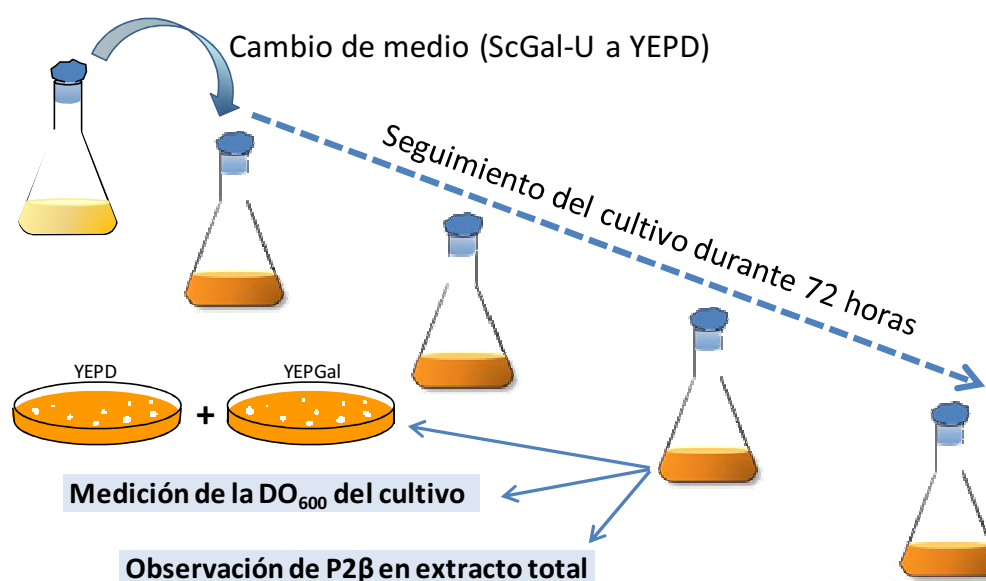 Cambio de medio (ScGal-U a YEPD)
Seguimiento del cultivo durante 72 horas
YEPD
YEPGal
+
Medición de la DO₆₀₀ del cultivo
Observación de P2β en extracto total